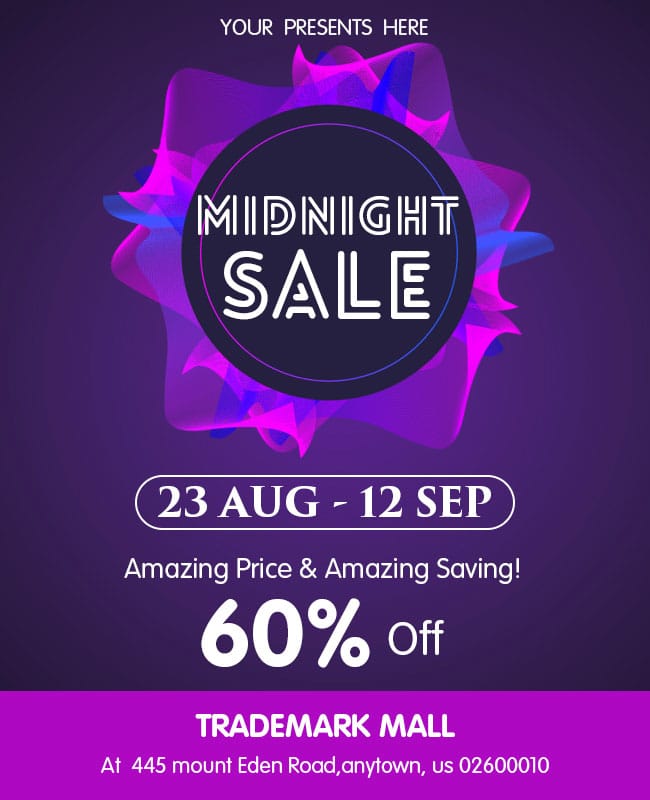 YOUR PRESENTS HERE
MIDNIGHT
SALE
23 AUG - 12 SEP
Amazing Price & Amazing Saving!
60% Off
TRADEMARK MALL
At 445 mount Eden Road,anytown, us 02600010